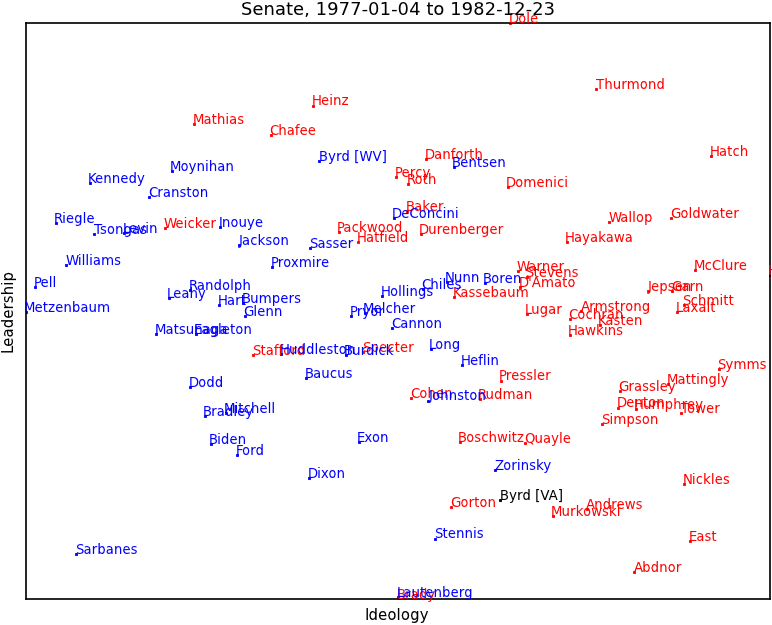 Senate, 1977-01-04 to 1982-12-23
Dole
Thurmond
Heinz
Mathias
Chafee
Hatch
Byrd [WV]
Danforth
Bentsen
Moynihan
Percy
Roth
Kennedy
Domenici
Cranston
Baker
DeConcini
Goldwater
Riegle
Wallop
Tsongas
Levin
Weicker
Inouye
Packwood
Durenberger
Hatfield
Hayakawa
Jackson
Sasser
Williams
Proxmire
Warner
McClure
Stevens
Pell
Randolph
Chiles
Nunn
Boren
D'Amato
Jepsen
Garn
Leahy
Hart
Bumpers
Hollings
Kassebaum
Schmitt
Metzenbaum
Glenn
Pryor
Melcher
Lugar
Armstrong
Laxalt
Cochran
Kasten
Matsunaga
Eagleton
Cannon
Hawkins
Stafford
Huddleston
Burdick
Specter
Long
Heflin
Symms
Baucus
Pressler
Mattingly
Dodd
Grassley
Cohen
Johnston
Rudman
Bradley
Mitchell
Denton
Humphrey
Tower
Simpson
Biden
Ford
Exon
Boschwitz
Quayle
Dixon
Zorinsky
Nickles
Byrd [VA]
Gorton
Murkowski
Andrews
Stennis
East
Sarbanes
Abdnor
Lautenberg
Brady
Ideology
Leadership